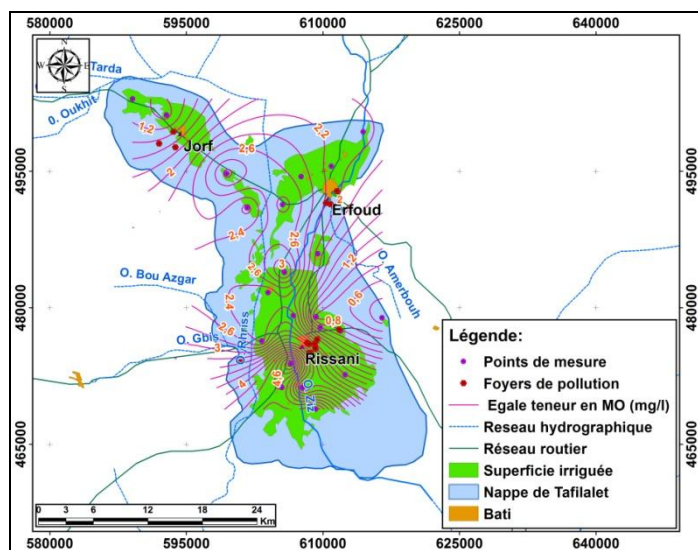 580000 595000 610000 625000 640000
N
W E
S
Tarda
O. Oukhit
1,2
2,6
2,2
Jorf
2
495000 495000
2
Erfoud
2,4
2,6
2,6
3
1,2
O. Amerbouh
O. Bou Azgar
0,6
2,4
480000 480000
O. Rhriss
0,8
O. Gbis
2,6
3
Rissani
4
4,6
O. Ziz
465000 465000
Légende:
Points de mesure
Foyers de pollution
Egale teneur en MO (mg/l)
Reseau hydrographique
Réseau routier
Superficie irriguée
Nappe de Tafilalet
Bati
0 3 6 12 18 24
Km
580000 595000 610000 625000 640000